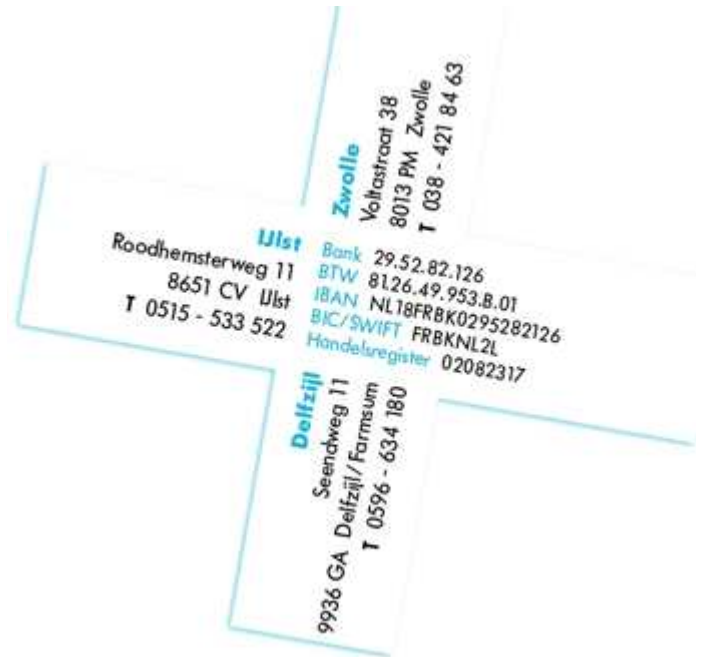 Zwolle
Voltastraat 38
8013 PM Zwolle
T 038 - 421 84 63
IJlst
Roodhemsterweg 11
8651 CV IJlst
T 0515 - 533 522
Bank 29.52.82.126
BTW 81.26.49.953.B.01
IBAN NL18FRBK0295282126
BIC/SWIFT FRBKNL2L
Handelsregister 02082317
Delfzijl
Seendweg 11
9936 GA Delfzijl/Farmsum
T 0596 - 634 180